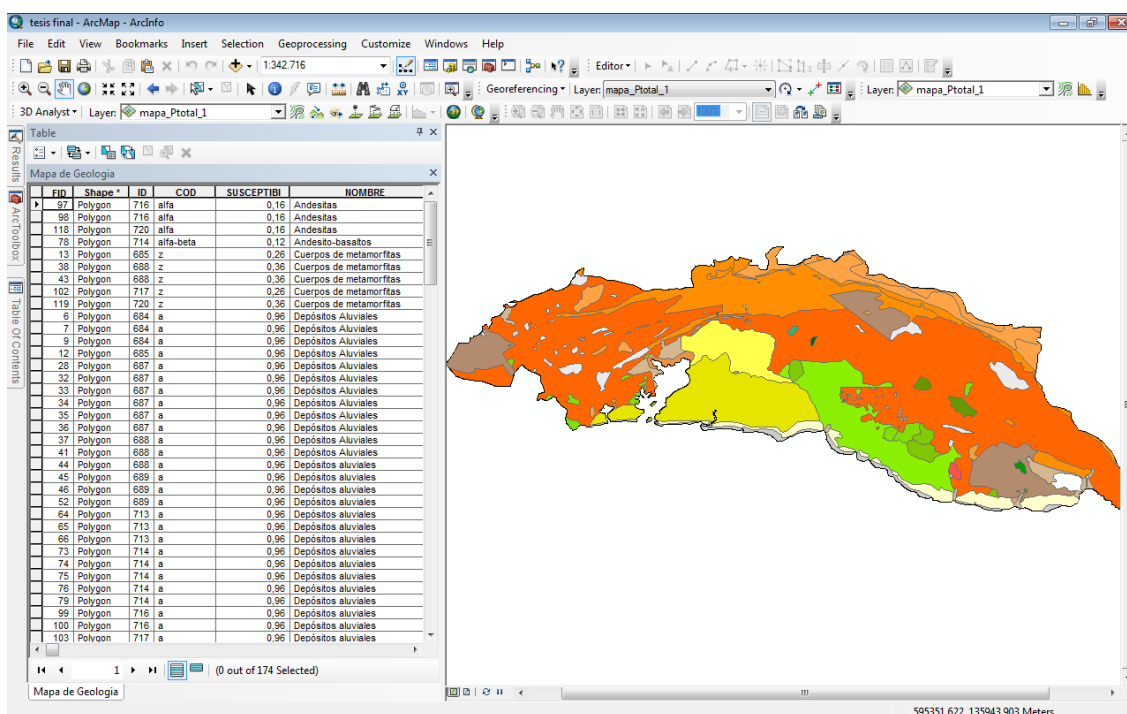 tesis final - ArcMap - ArcInfo
File Edit View Bookmarks Insert Selection Geoprocessing Customize Windows Help
1:342.716 Editor
Georeferencing Layer: mapa_Ptotal_1 Layer: mapa_Ptotal_1
3D Analyst Layer: mapa_Ptotal_1 100%
Results
ArcToolbox
Table Of Contents
Table
Mapa de Geologia
FID Shape * ID COD SUSCEPTIBI NOMBRE
97 Polygon 716 alfa 0,16 Andesitas
98 Polygon 716 alfa 0,16 Andesitas
118 Polygon 720 alfa 0,16 Andesitas
78 Polygon 714 alfa-beta 0,12 Andesito-basaltos
13 Polygon 685 z 0,26 Cuerpos de metamorfitas
38 Polygon 688 z 0,36 Cuerpos de metamorfitas
43 Polygon 688 z 0,36 Cuerpos de metamorfitas
102 Polygon 717 z 0,26 Cuerpos de metamorfitas
119 Polygon 720 z 0,36 Cuerpos de metamorfitas
6 Polygon 684 a 0,96 Depósitos Aluviales
7 Polygon 684 a 0,96 Depósitos Aluviales
9 Polygon 684 a 0,96 Depósitos Aluviales
12 Polygon 685 a 0,96 Depósitos Aluviales
28 Polygon 687 a 0,96 Depósitos Aluviales
32 Polygon 687 a 0,96 Depósitos Aluviales
33 Polygon 687 a 0,96 Depósitos Aluviales
34 Polygon 687 a 0,96 Depósitos Aluviales
35 Polygon 687 a 0,96 Depósitos Aluviales
36 Polygon 687 a 0,96 Depósitos Aluviales
37 Polygon 688 a 0,96 Depósitos Aluviales
41 Polygon 688 a 0,96 Depósitos Aluviales
44 Polygon 688 a 0,96 Depósitos aluviales
45 Polygon 689 a 0,96 Depósitos aluviales
46 Polygon 689 a 0,96 Depósitos aluviales
52 Polygon 689 a 0,96 Depósitos aluviales
64 Polygon 713 a 0,96 Depósitos aluviales
65 Polygon 713 a 0,96 Depósitos aluviales
66 Polygon 713 a 0,96 Depósitos aluviales
73 Polygon 714 a 0,96 Depósitos aluviales
74 Polygon 714 a 0,96 Depósitos aluviales
75 Polygon 714 a 0,96 Depósitos aluviales
76 Polygon 714 a 0,96 Depósitos aluviales
79 Polygon 714 a 0,96 Depósitos aluviales
99 Polygon 716 a 0,96 Depósitos aluviales
100 Polygon 716 a 0,96 Depósitos aluviales
103 Polygon 717 a 0,96 Depósitos aluviales
1 (0 out of 174 Selected)
Mapa de Geologia
595351,622 135943,903 Meters